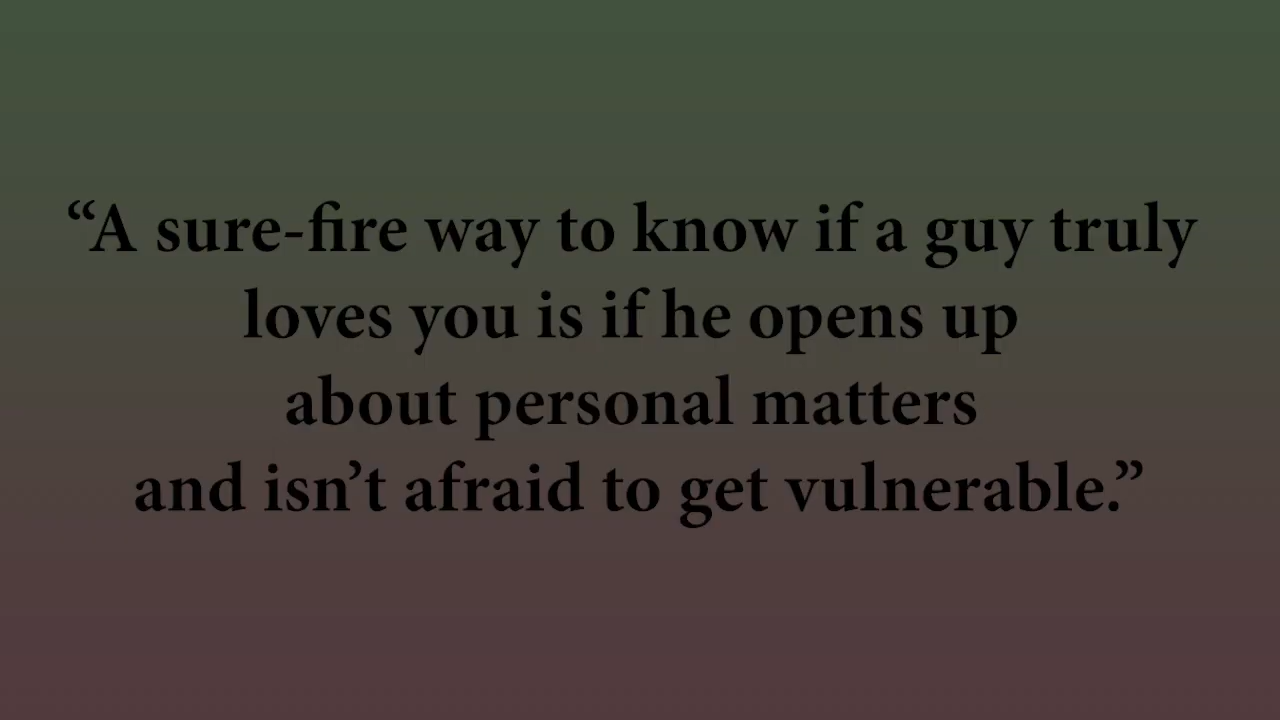 “A sure-fire way to know if a guy truly
loves you is if he opens up
about personal matters
and isn’t afraid to get vulnerable.”